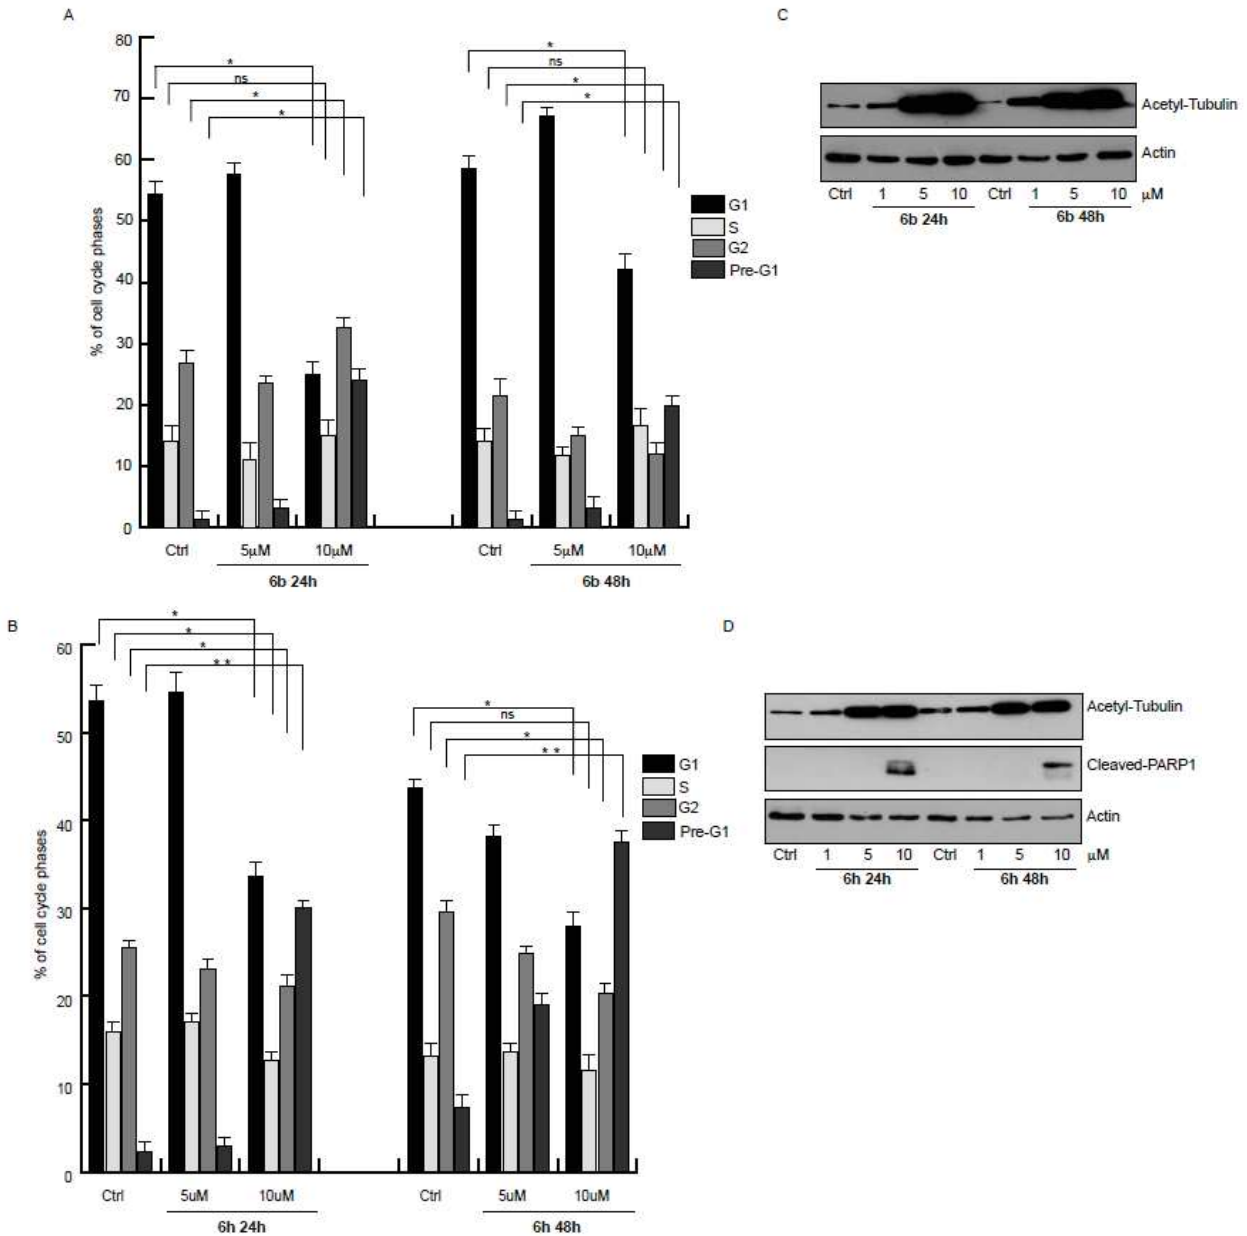 A
80
70
60
50
40
30
20
10
0
% of cell cycle phases
*
ns
*
*
*
ns
*
*
G1
S
G2
Pre-G1
Ctrl 5µM 10µM Ctrl 5µM 10µM
6b 24h 6b 48h
C
Acetyl-Tubulin
Actin
Ctrl 1 5 10 Ctrl 1 5 10 µM
6b 24h 6b 48h
B
60
50
40
30
20
10
0
% of cell cycle phases
*
*
*
* *
*
ns
*
* *
G1
S
G2
Pre-G1
Ctrl 5uM 10uM Ctrl 5uM 10uM
6h 24h 6h 48h
D
Acetyl-Tubulin
Cleaved-PARP1
Actin
Ctrl 1 5 10 Ctrl 1 5 10 µM
6h 24h 6h 48h